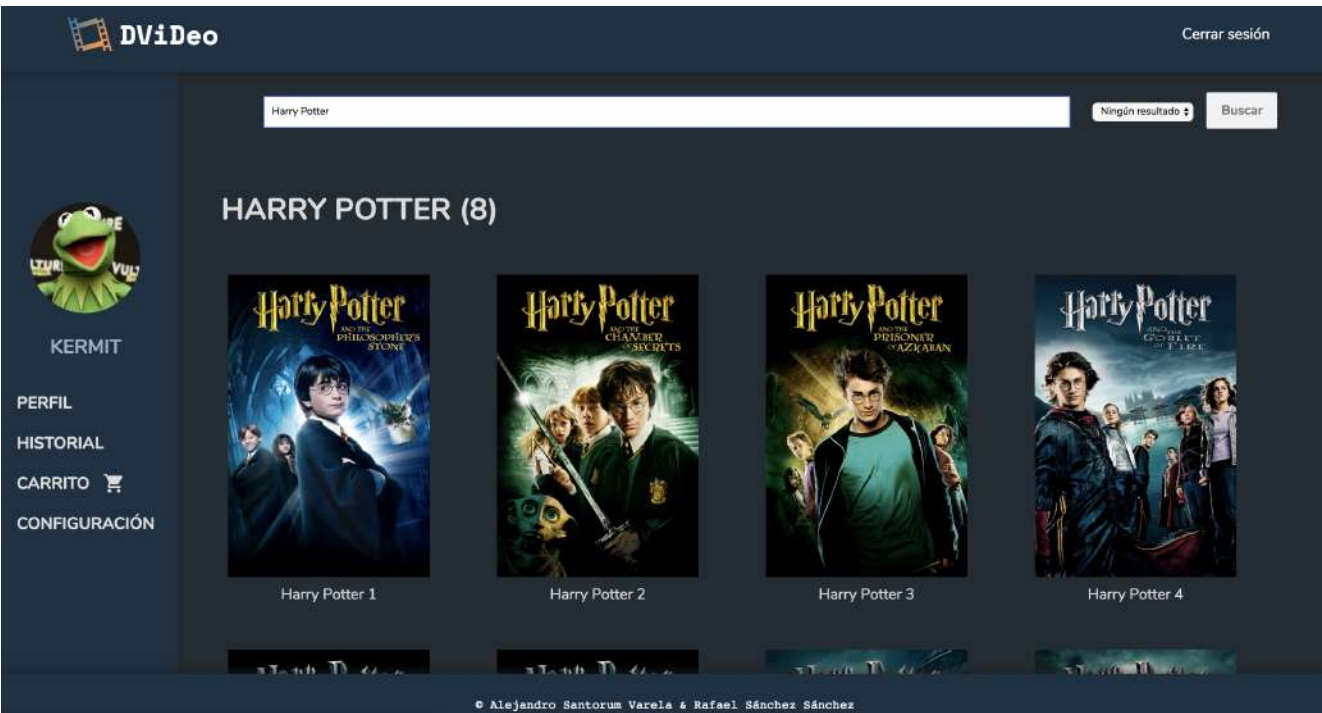 DViDeo
Cerrar sesión
Harry Potter
Ningún resultado
Buscar
HARRY POTTER (8)
KERMIT
PERFIL
HISTORIAL
CARRITO
CONFIGURACIÓN
Harry Potter
AND THE
PHILOSOPHER'S
STONE
Harry Potter
AND THE
CHAMBER
OF SECRETS
Harry Potter
AND THE
PRISONER
OF AZKABAN
Harry Potter
AND THE
GOBLET
OF FIRE
Harry Potter 1
Harry Potter 2
Harry Potter 3
Harry Potter 4
© Alejandro Santorum Varela & Rafael Sánchez Sánchez